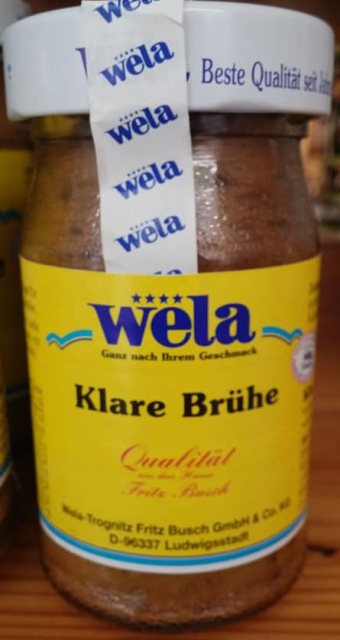 wela
Beste Qualität seit
wela
wela
wela
wela
Ganz nach Ihrem Geschmack
Klare Brühe
Qualität
aus dem Hause
Fritz Busch
Wela-Trognitz Fritz Busch GmbH & Co. KG
D-96337 Ludwigsstadt